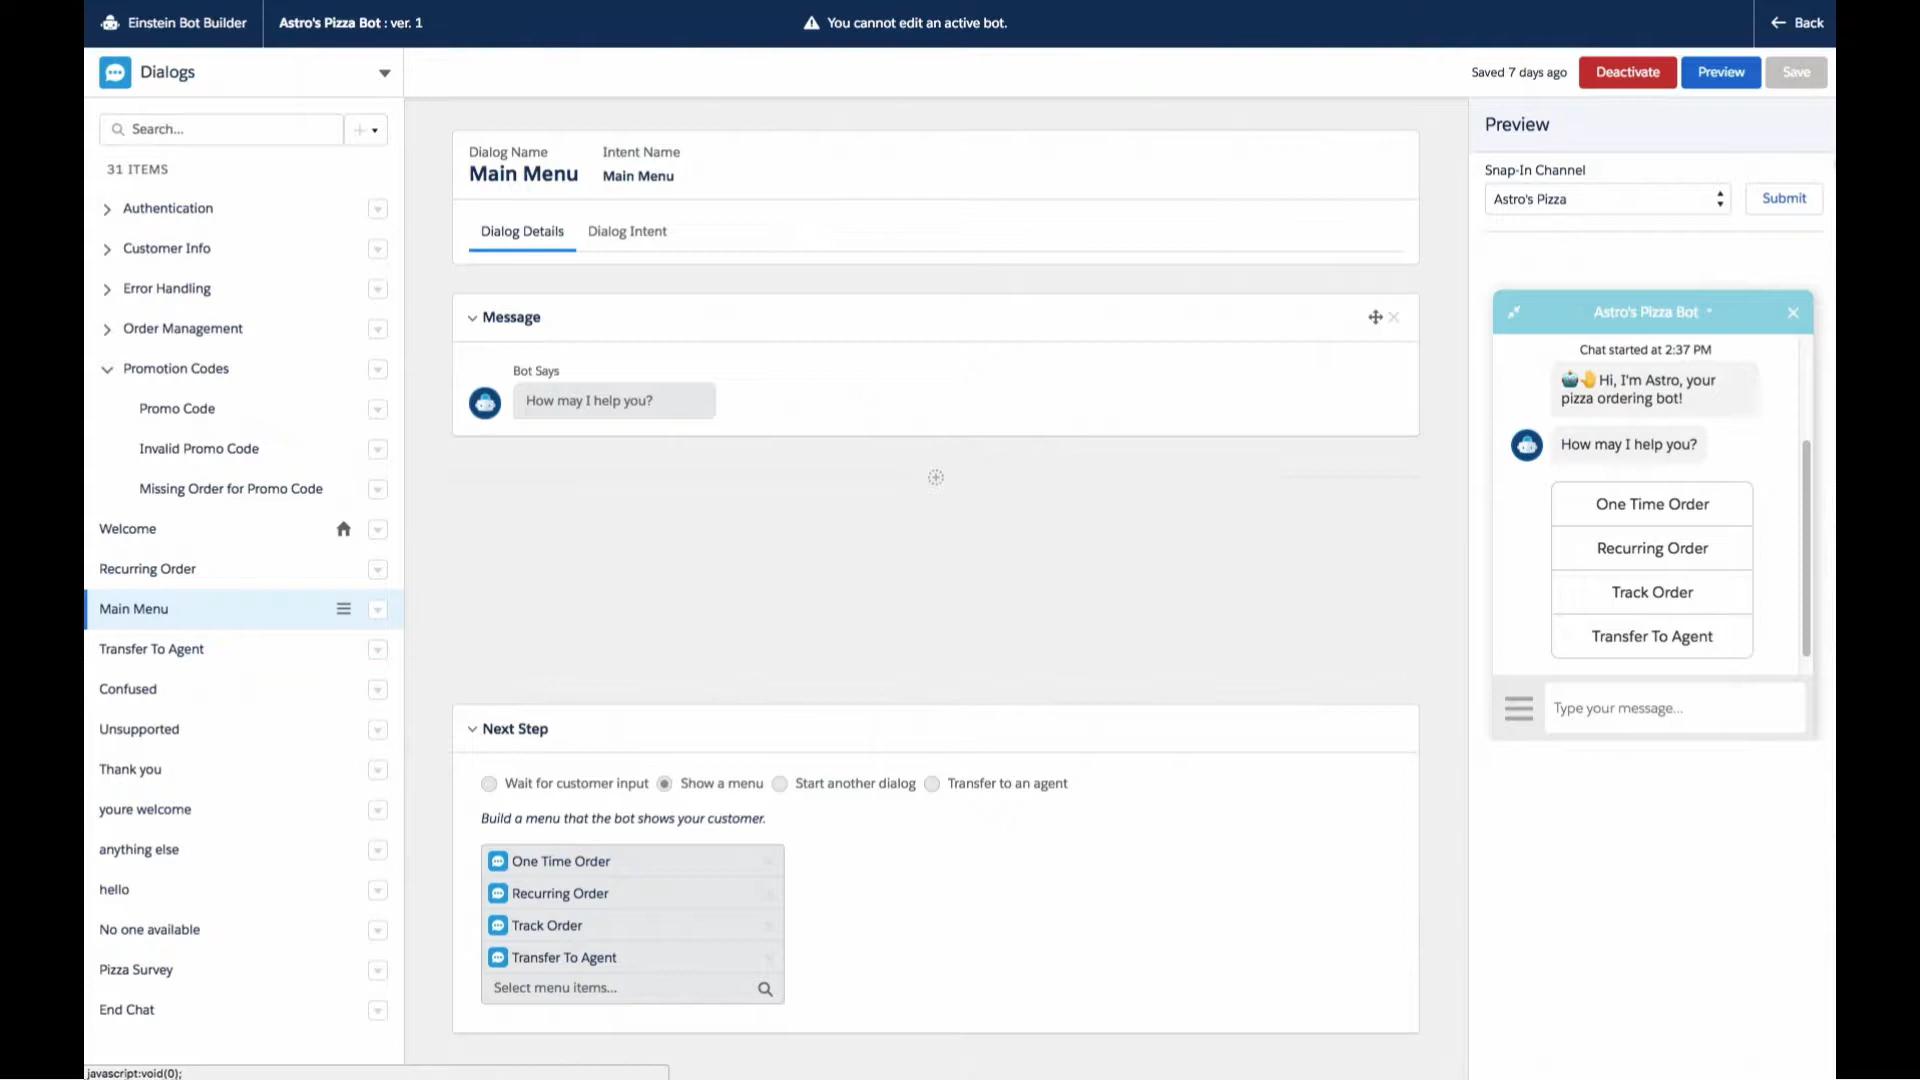 Einstein Bot Builder
Astro's Pizza Bot : ver. 1
You cannot edit an active bot.
Back
Dialogs
Saved 7 days ago
Deactivate
Preview
Save
Search...
31 ITEMS
Authentication
Customer Info
Error Handling
Order Management
Promotion Codes
Promo Code
Invalid Promo Code
Missing Order for Promo Code
Welcome
Recurring Order
Main Menu
Transfer To Agent
Confused
Unsupported
Thank you
youre welcome
anything else
hello
No one available
Pizza Survey
End Chat
javascript:void(0);
Dialog Name
Main Menu
Intent Name
Main Menu
Dialog Details
Dialog Intent
Message
Bot Says
How may I help you?
Next Step
Wait for customer input
Show a menu
Start another dialog
Transfer to an agent
Build a menu that the bot shows your customer.
One Time Order
Recurring Order
Track Order
Transfer To Agent
Select menu items...
Preview
Snap-In Channel
Astro's Pizza
Submit
Astro's Pizza Bot
Chat started at 2:37 PM
Hi, I'm Astro, your
pizza ordering bot!
How may I help you?
One Time Order
Recurring Order
Track Order
Transfer To Agent
Type your message...